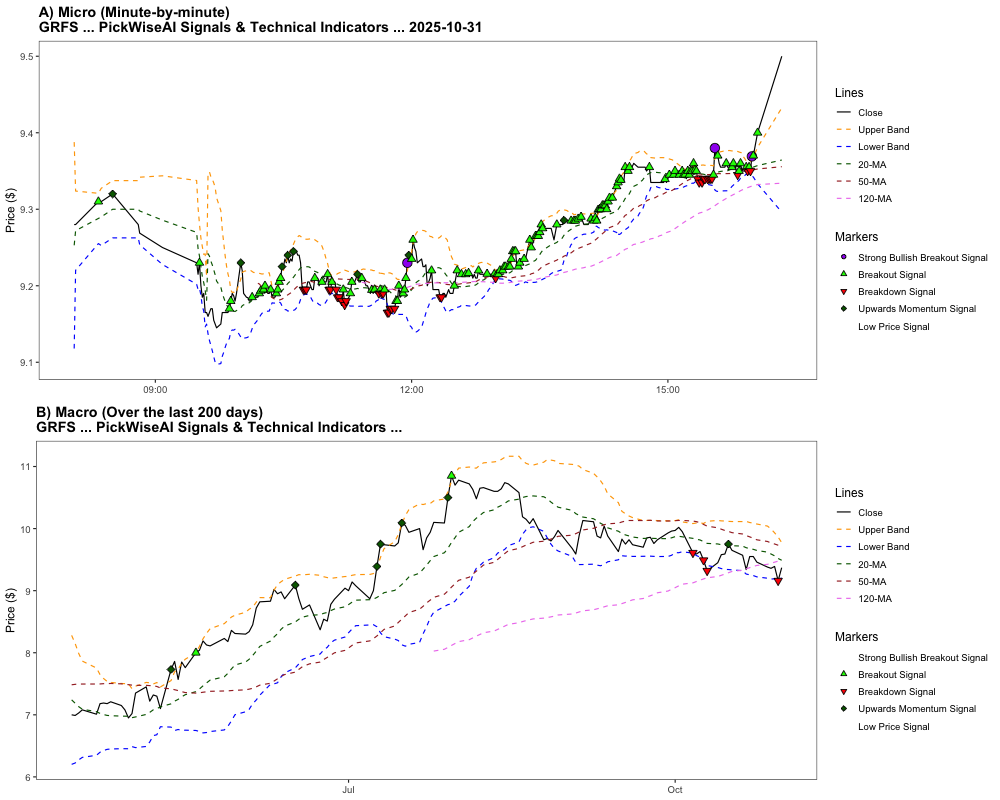 A) Micro (Minute-by-minute)
GRFS ... PickWiseAI Signals & Technical Indicators ... 2025-10-31
Price ($)
9.5
9.4
9.3
9.2
9.1
09:00
12:00
15:00
Lines
Close
Upper Band
Lower Band
20-MA
50-MA
120-MA
Markers
Strong Bullish Breakout Signal
Breakout Signal
Breakdown Signal
Upwards Momentum Signal
Low Price Signal
B) Macro (Over the last 200 days)
GRFS ... PickWiseAI Signals & Technical Indicators ...
Price ($)
11
10
9
8
7
6
Jul
Oct
Lines
Close
Upper Band
Lower Band
20-MA
50-MA
120-MA
Markers
Strong Bullish Breakout Signal
Breakout Signal
Breakdown Signal
Upwards Momentum Signal
Low Price Signal